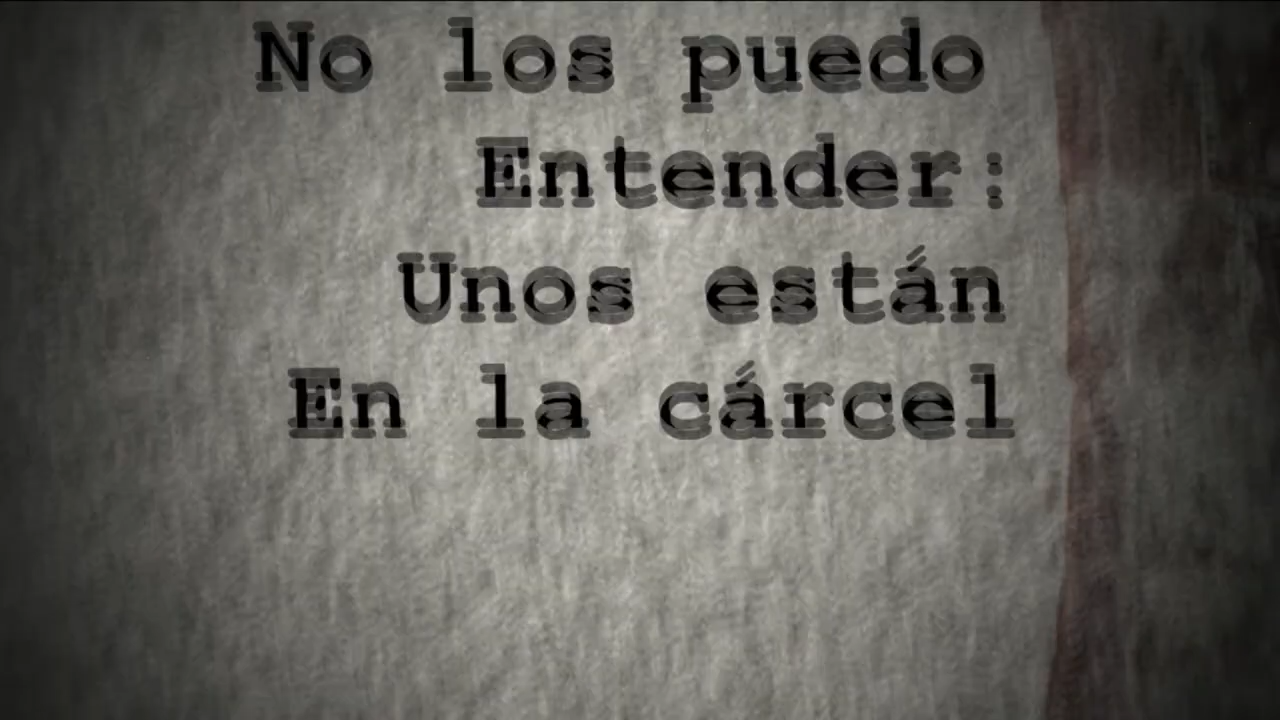 No los puedo
Entender:
Unos están
En la cárcel